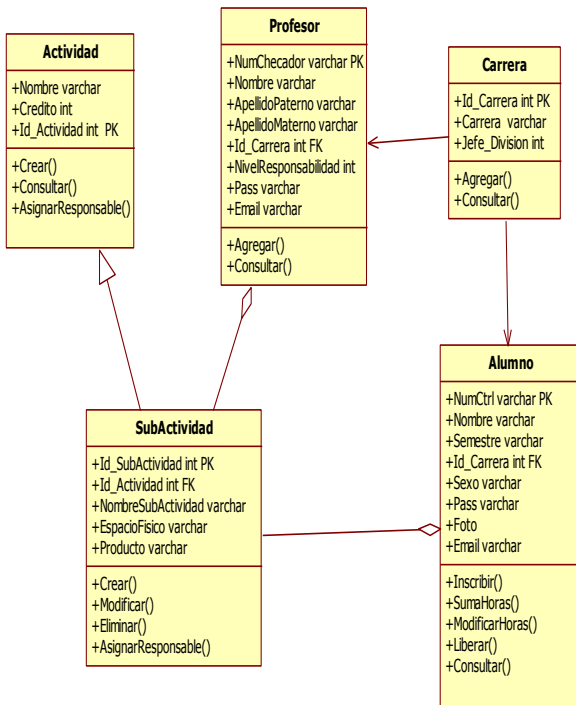 Actividad
+Nombre varchar
+Credito int
+Id_Actividad int PK
+Crear()
+Consultar()
+AsignarResponsable()
Profesor
+NumChecador varchar PK
+Nombre varchar
+ApellidoPaterno varchar
+ApellidoMaterno varchar
+Id_Carrera int FK
+NivelResponsabilidad int
+Pass varchar
+Email varchar
+Agregar()
+Consultar()
Carrera
+Id_Carrera int PK
+Carrera varchar
+Jefe_Division int
+Agregar()
+Consultar()
SubActividad
+Id_SubActividad int PK
+Id_Actividad int FK
+NombreSubActividad varchar
+EspacioFisico varchar
+Producto varchar
+Crear()
+Modificar()
+Eliminar()
+AsignarResponsable()
Alumno
+NumCtrl varchar PK
+Nombre varchar
+Semestre varchar
+Id_Carrera int FK
+Sexo varchar
+Pass varchar
+Foto
+Email varchar
+Inscribir()
+SumaHoras()
+ModificarHoras()
+Liberar()
+Consultar()